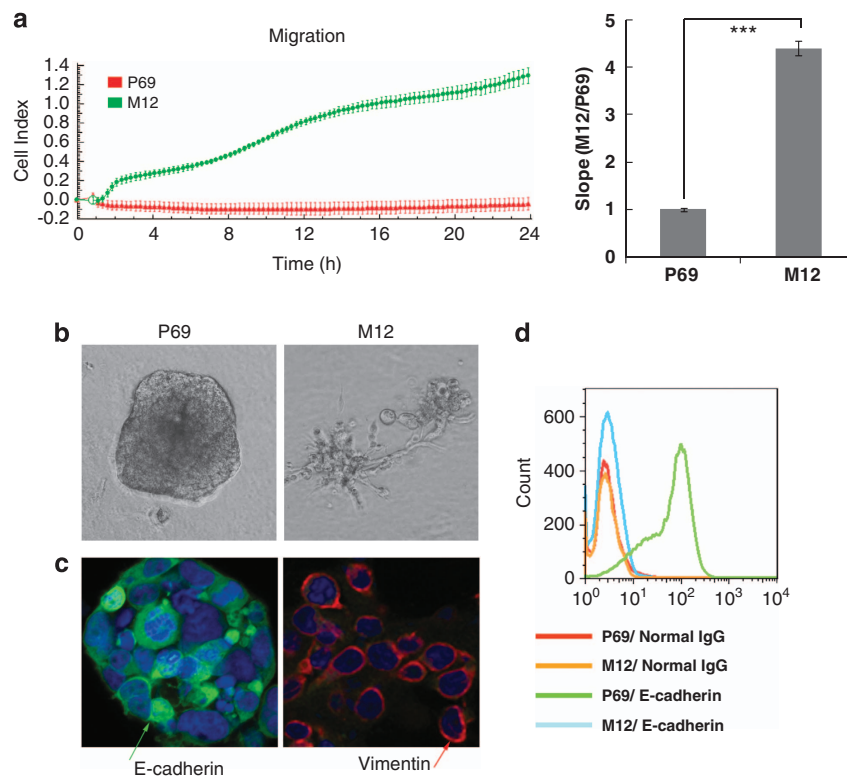 a
Migration
1.4
1.2
1.0
0.8
0.6
0.4
0.2
0.0
-0.2
Cell Index
P69
M12
0 4 8 12 16 20 24
Time (h)
5
4
3
2
1
0
Slope (M12/P69)
***
P69 M12
b
P69 M12
c
E-cadherin Vimentin
d
600
400
200
0
Count
10⁰ 10¹ 10² 10³ 10⁴
P69/ Normal IgG
M12/ Normal IgG
P69/ E-cadherin
M12/ E-cadherin